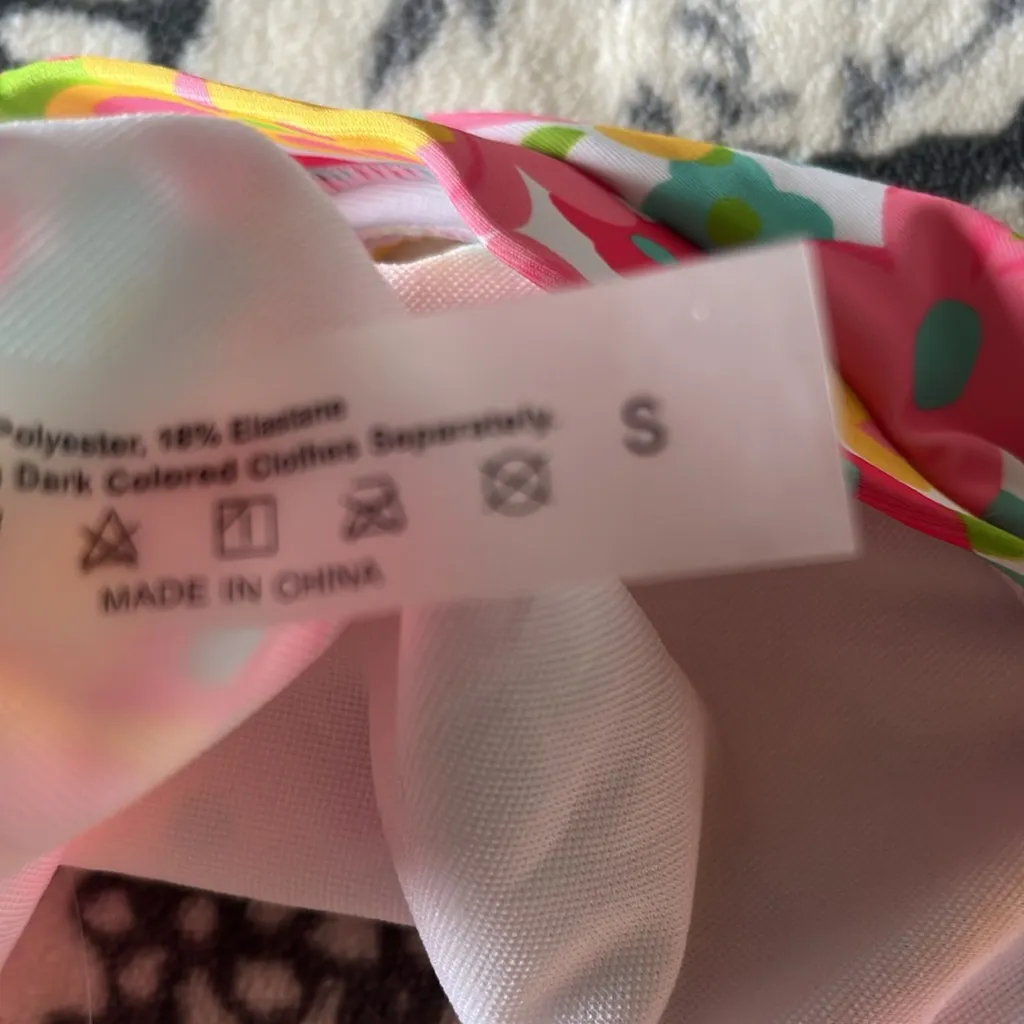 Polyester, 18% Elastane
Dark Colored Clothes Separately.
S
MADE IN CHINA